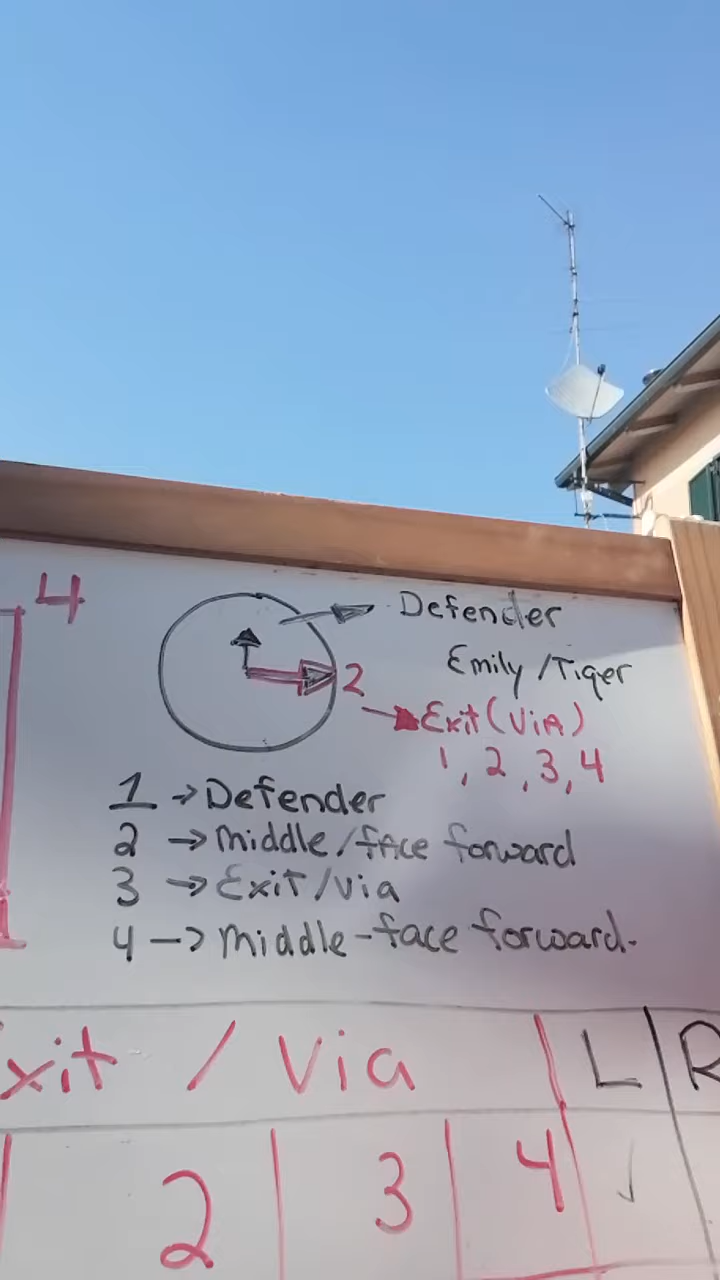 4
Defender
Emily/Tiger
2
Exit (ViA)
1, 2, 3, 4
1 → Defender
2 → Middle/face forward
3 → Exit/via
4 → Middle-face forward.
xit / Via L R
2 3 4 ✓